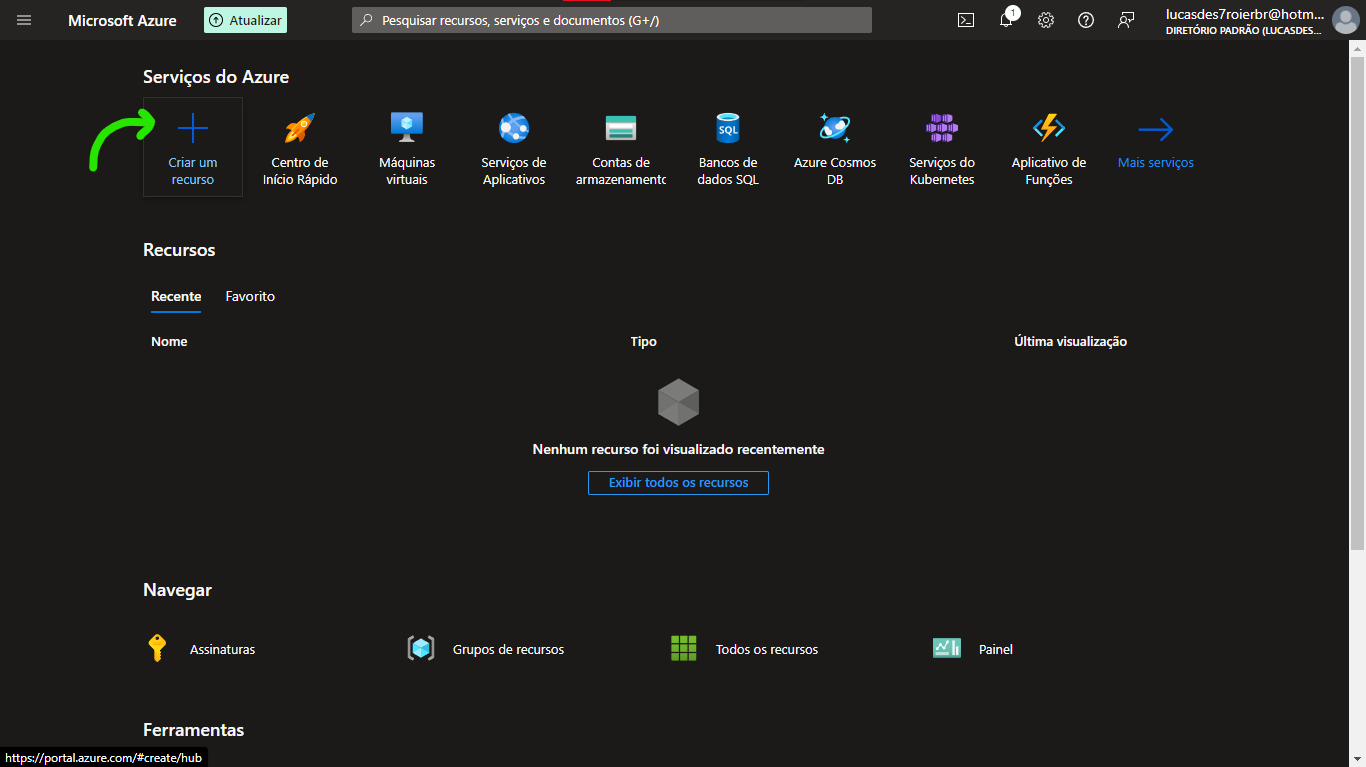 Microsoft Azure
Atualizar
Pesquisar recursos, serviços e documentos (G+/)
1
lucasdes7roierbr@hotm...
DIRETÓRIO PADRÃO (LUCASDES...
Serviços do Azure
Criar um
recurso
Centro de
Início Rápido
Máquinas
virtuais
Serviços de
Aplicativos
Contas de
armazenamentc
SQL
Bancos de
dados SQL
Azure Cosmos
DB
Serviços do
Kubernetes
Aplicativo de
Funções
Mais serviços
Recursos
Recente
Favorito
Nome
Tipo
Última visualização
Nenhum recurso foi visualizado recentemente
Exibir todos os recursos
Navegar
Assinaturas
Grupos de recursos
Todos os recursos
Painel
Ferramentas
https://portal.azure.com/#create/hub